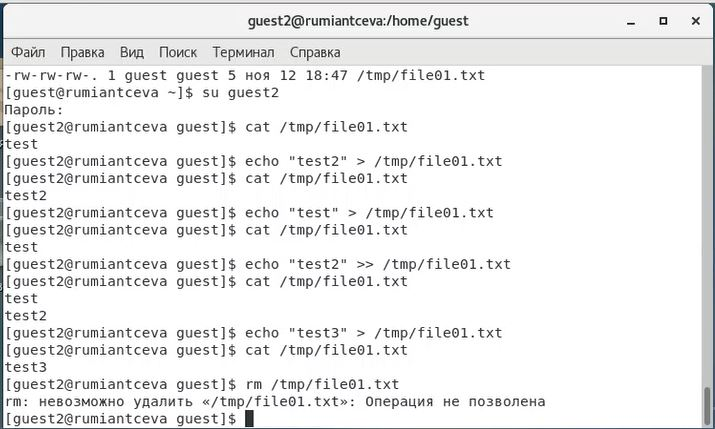 guest2@rumiantceva:/home/guest
Файл Правка Вид Поиск Терминал Справка
-rw-rw-rw-. 1 guest guest 5 ноя 12 18:47 /tmp/file01.txt
[guest@rumiantceva ~]$ su guest2
Пароль:
[guest2@rumiantceva guest]$ cat /tmp/file01.txt
test
[guest2@rumiantceva guest]$ echo "test2" > /tmp/file01.txt
[guest2@rumiantceva guest]$ cat /tmp/file01.txt
test2
[guest2@rumiantceva guest]$ echo "test" > /tmp/file01.txt
[guest2@rumiantceva guest]$ cat /tmp/file01.txt
test
[guest2@rumiantceva guest]$ echo "test2" >> /tmp/file01.txt
[guest2@rumiantceva guest]$ cat /tmp/file01.txt
test
test2
[guest2@rumiantceva guest]$ echo "test3" > /tmp/file01.txt
[guest2@rumiantceva guest]$ cat /tmp/file01.txt
test3
[guest2@rumiantceva guest]$ rm /tmp/file01.txt
rm: невозможно удалить «/tmp/file01.txt»: Операция не позволена
[guest2@rumiantceva guest]$